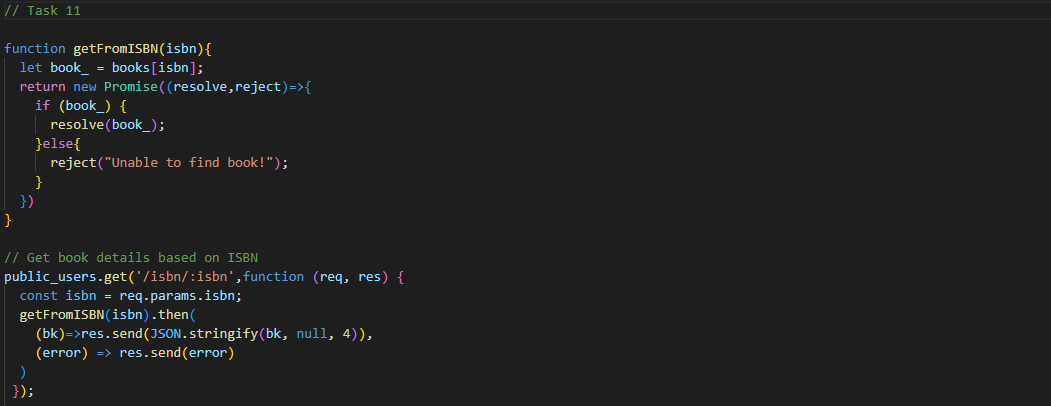 // Task 11
function getFromISBN(isbn){
let book_ = books[isbn];
return new Promise((resolve,reject)=>{
if (book_) {
resolve(book_);
}else{
reject("Unable to find book!");
}
})
}
// Get book details based on ISBN
public_users.get('/isbn/:isbn',function (req, res) {
const isbn = req.params.isbn;
getFromISBN(isbn).then(
(bk)=>res.send(JSON.stringify(bk, null, 4)),
(error) => res.send(error)
)
});